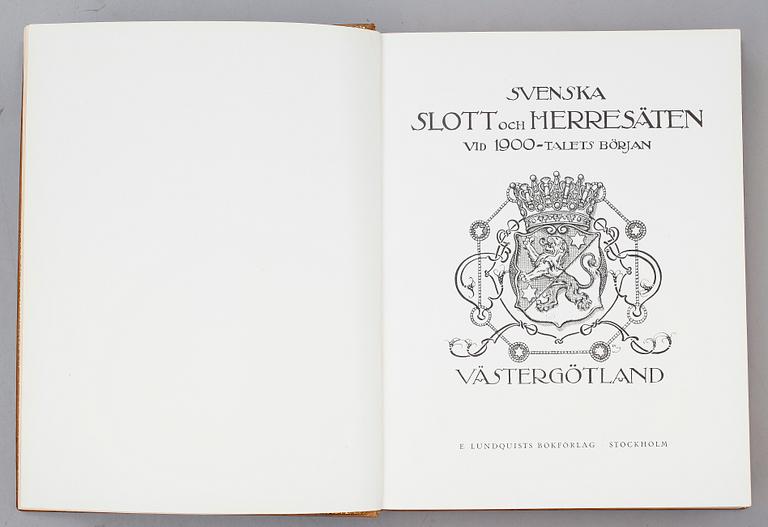 SVENSKA
SLOTT OCH HERRESÄTEN
VID 1900-TALETS BÖRJAN
VÄSTERGÖTLAND
E. LUNDQUISTS BOKFÖRLAG STOCKHOLM